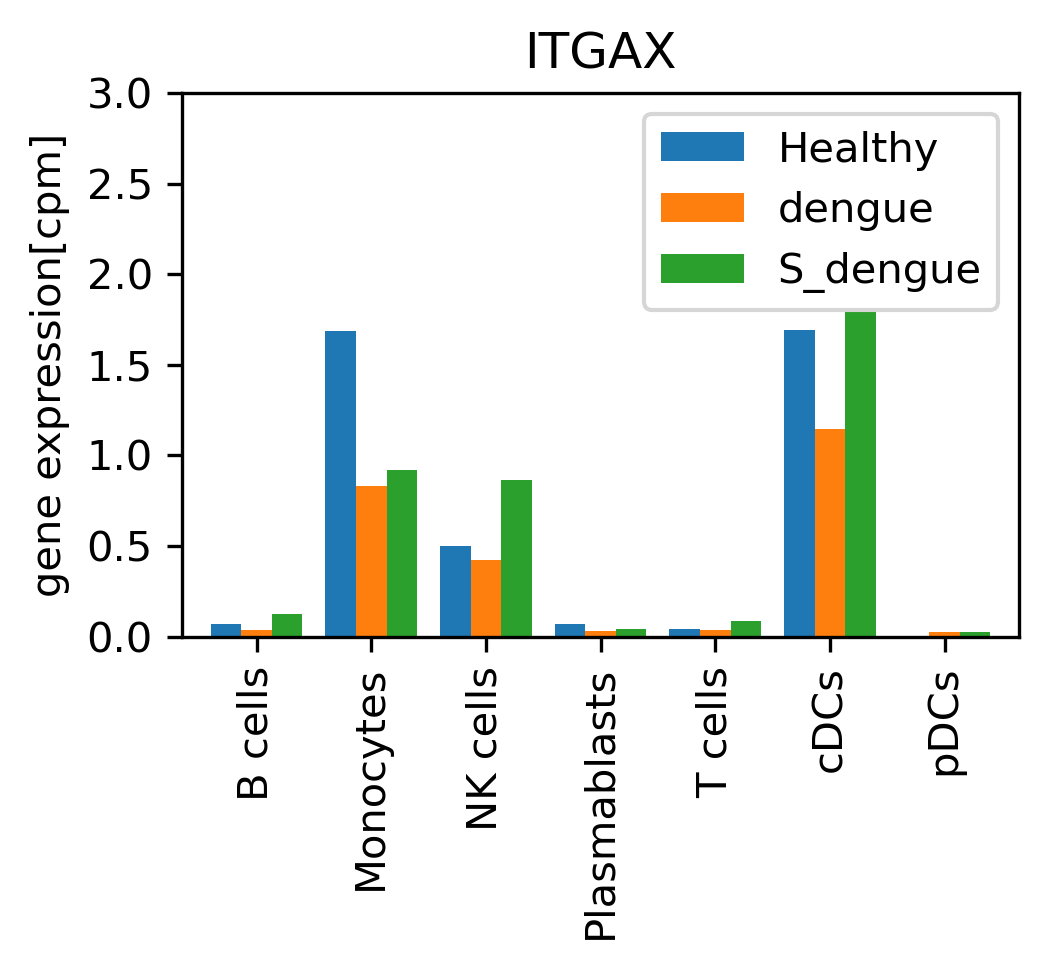 ITGAX
gene expression[cpm]
3.0
2.5
2.0
1.5
1.0
0.5
0.0
Healthy
dengue
S_dengue
B cells
Monocytes
NK cells
Plasmablasts
T cells
cDCs
pDCs